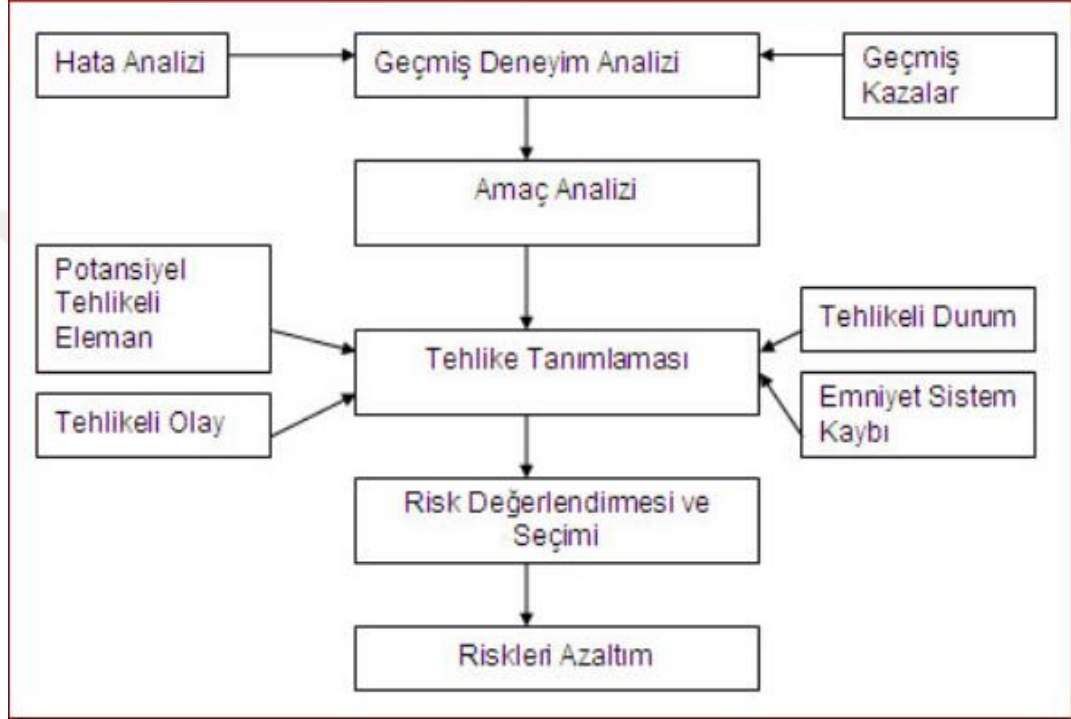 Hata Analizi
Geçmiş Deneyim Analizi
Geçmiş
Kazalar
Amaç Analizi
Potansiyel
Tehlikeli
Eleman
Tehlikeli Durum
Tehlike Tanımlaması
Tehlikeli Olay
Emniyet Sistem
Kaybı
Risk Değerlendirmesi ve
Seçimi
Riskleri Azaltım